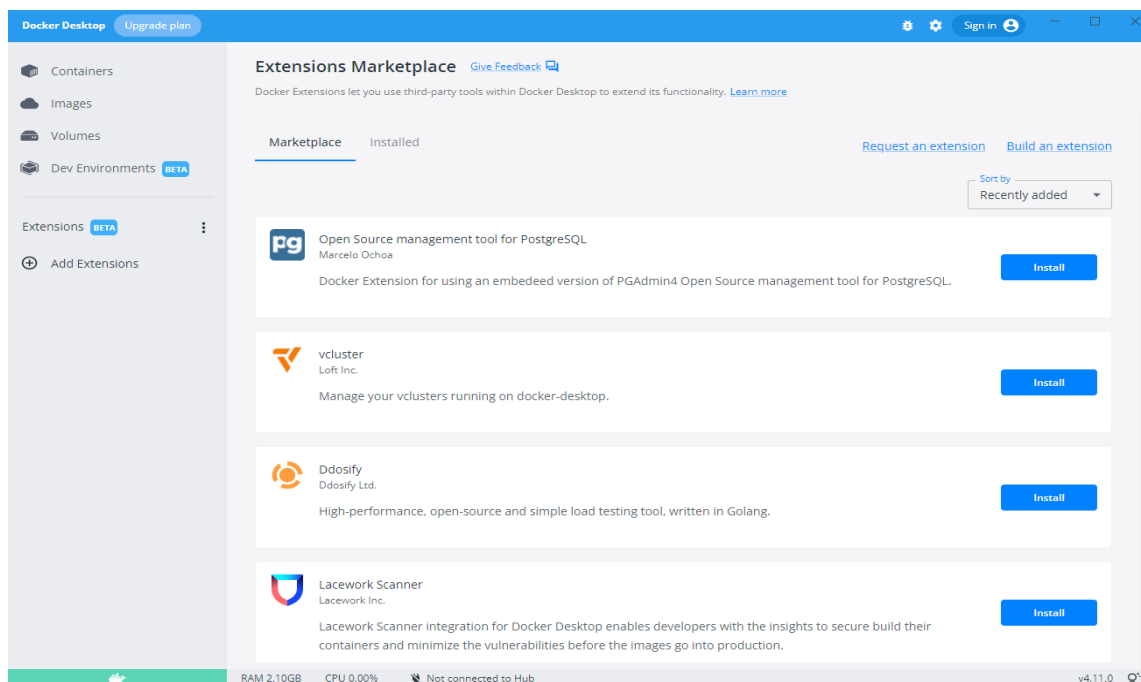 Docker Desktop Upgrade plan Sign in
Containers
Images
Volumes
Dev Environments BETA
Extensions BETA
Add Extensions
Extensions Marketplace Give Feedback
Docker Extensions let you use third-party tools within Docker Desktop to extend its functionality. Learn more
Marketplace Installed
Request an extension Build an extension
Sort by
Recently added
pg
Open Source management tool for PostgreSQL
Marcelo Ochoa
Docker Extension for using an embedeed version of PGAdmin4 Open Source management tool for PostgreSQL.
Install
vcluster
Loft Inc.
Manage your vclusters running on docker-desktop.
Install
Ddosify
Ddosify Ltd.
High-performance, open-source and simple load testing tool, written in Golang.
Install
Lacework Scanner
Lacework Inc.
Lacework Scanner integration for Docker Desktop enables developers with the insights to secure build their
containers and minimize the vulnerabilities before the images go into production.
Install
RAM 2.10GB CPU 0.00% Not connected to Hub v4.11.0